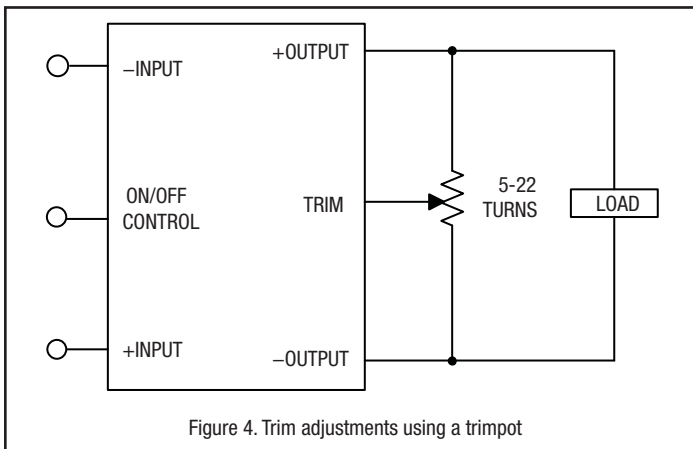 –INPUT
+OUTPUT
ON/OFF
CONTROL
TRIM
5-22
TURNS
LOAD
+INPUT
–OUTPUT
Figure 4. Trim adjustments using a trimpot